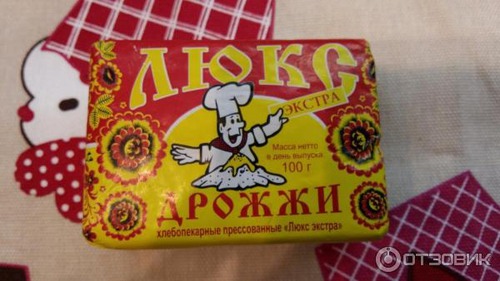 ЛЮКС
ЭКСТРА
Масса нетто
в день выпуска
100 г
ДРОЖЖИ
хлебопекарные прессованные «Люкс экстра»
ОТЗОВИК